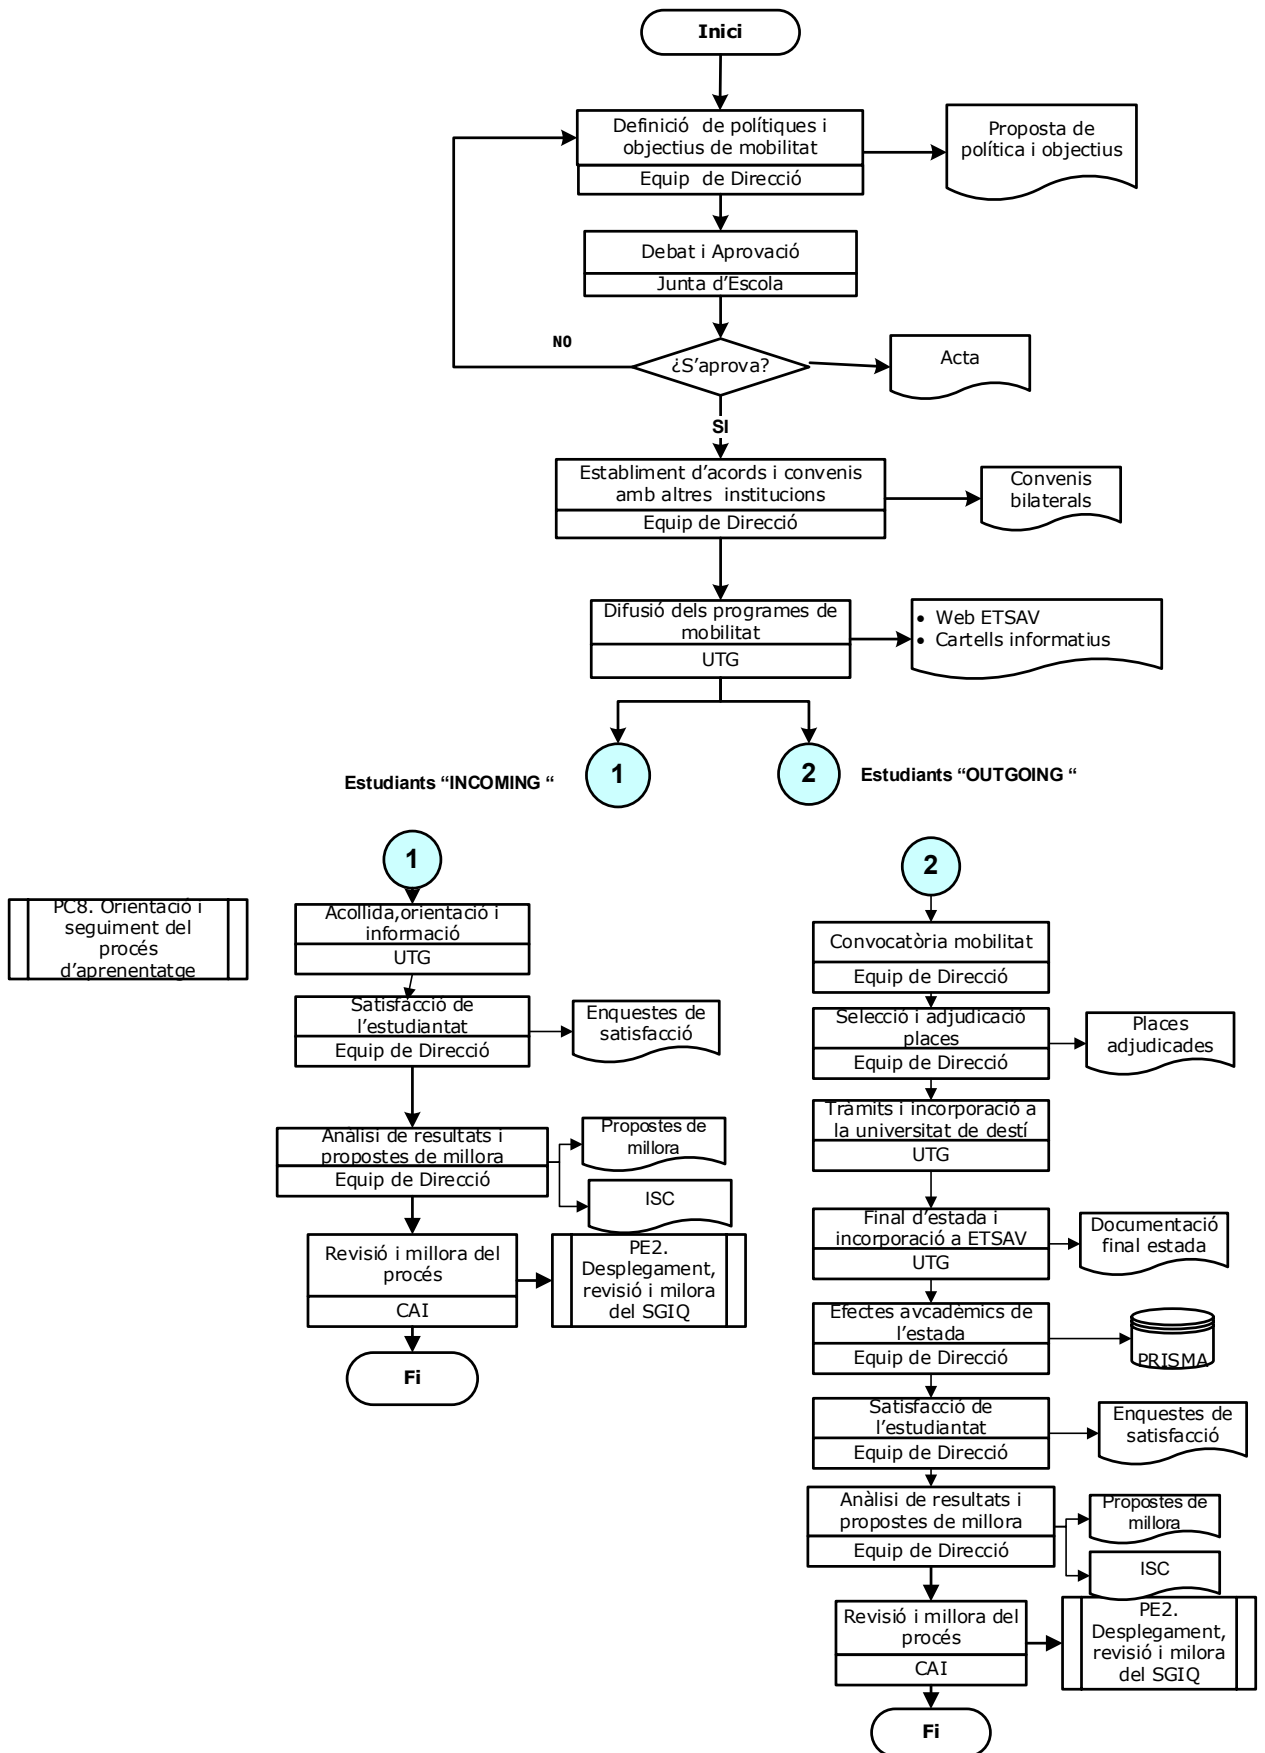 Inici
Definició de polítiques i
objectius de mobilitat
Equip de Direcció
Proposta de
política i objectius
Debat i Aprovació
Junta d'Escola
NO
¿S'aprova?
Acta
SI
Establiment d'acords i convenis
amb altres institucions
Equip de Direcció
Convenis
bilaterals
Difusió dels programes de
mobilitat
UTG
• Web ETSAV
• Cartells informatius
Estudiants "INCOMING "
1
2
Estudiants "OUTGOING "
1
PC8. Orientació i
seguiment del
procés
d'aprenentatge
Acollida,orientació i
informació
UTG
Satisfacció de
l'estudiantat
Equip de Direcció
Enquestes de
satisfacció
Anàlisi de resultats i
propostes de millora
Equip de Direcció
Propostes de
millora
ISC
Revisió i millora del
procés
CAI
PE2.
Desplegament,
revisió i milora
del SGIQ
Fi
2
Convocatòria mobilitat
Equip de Direcció
Selecció i adjudicació
places
Equip de Direcció
Places
adjudicades
Tràmits i incorporació a
la universitat de destí
UTG
Final d'estada i
incorporació a ETSAV
UTG
Documentació
final estada
Efectes avcadèmics de
l'estada
Equip de Direcció
PRISMA
Satisfacció de
l'estudiantat
Equip de Direcció
Enquestes de
satisfacció
Anàlisi de resultats i
propostes de millora
Equip de Direcció
Propostes de
millora
ISC
Revisió i millora del
procés
CAI
PE2.
Desplegament,
revisió i milora
del SGIQ
Fi